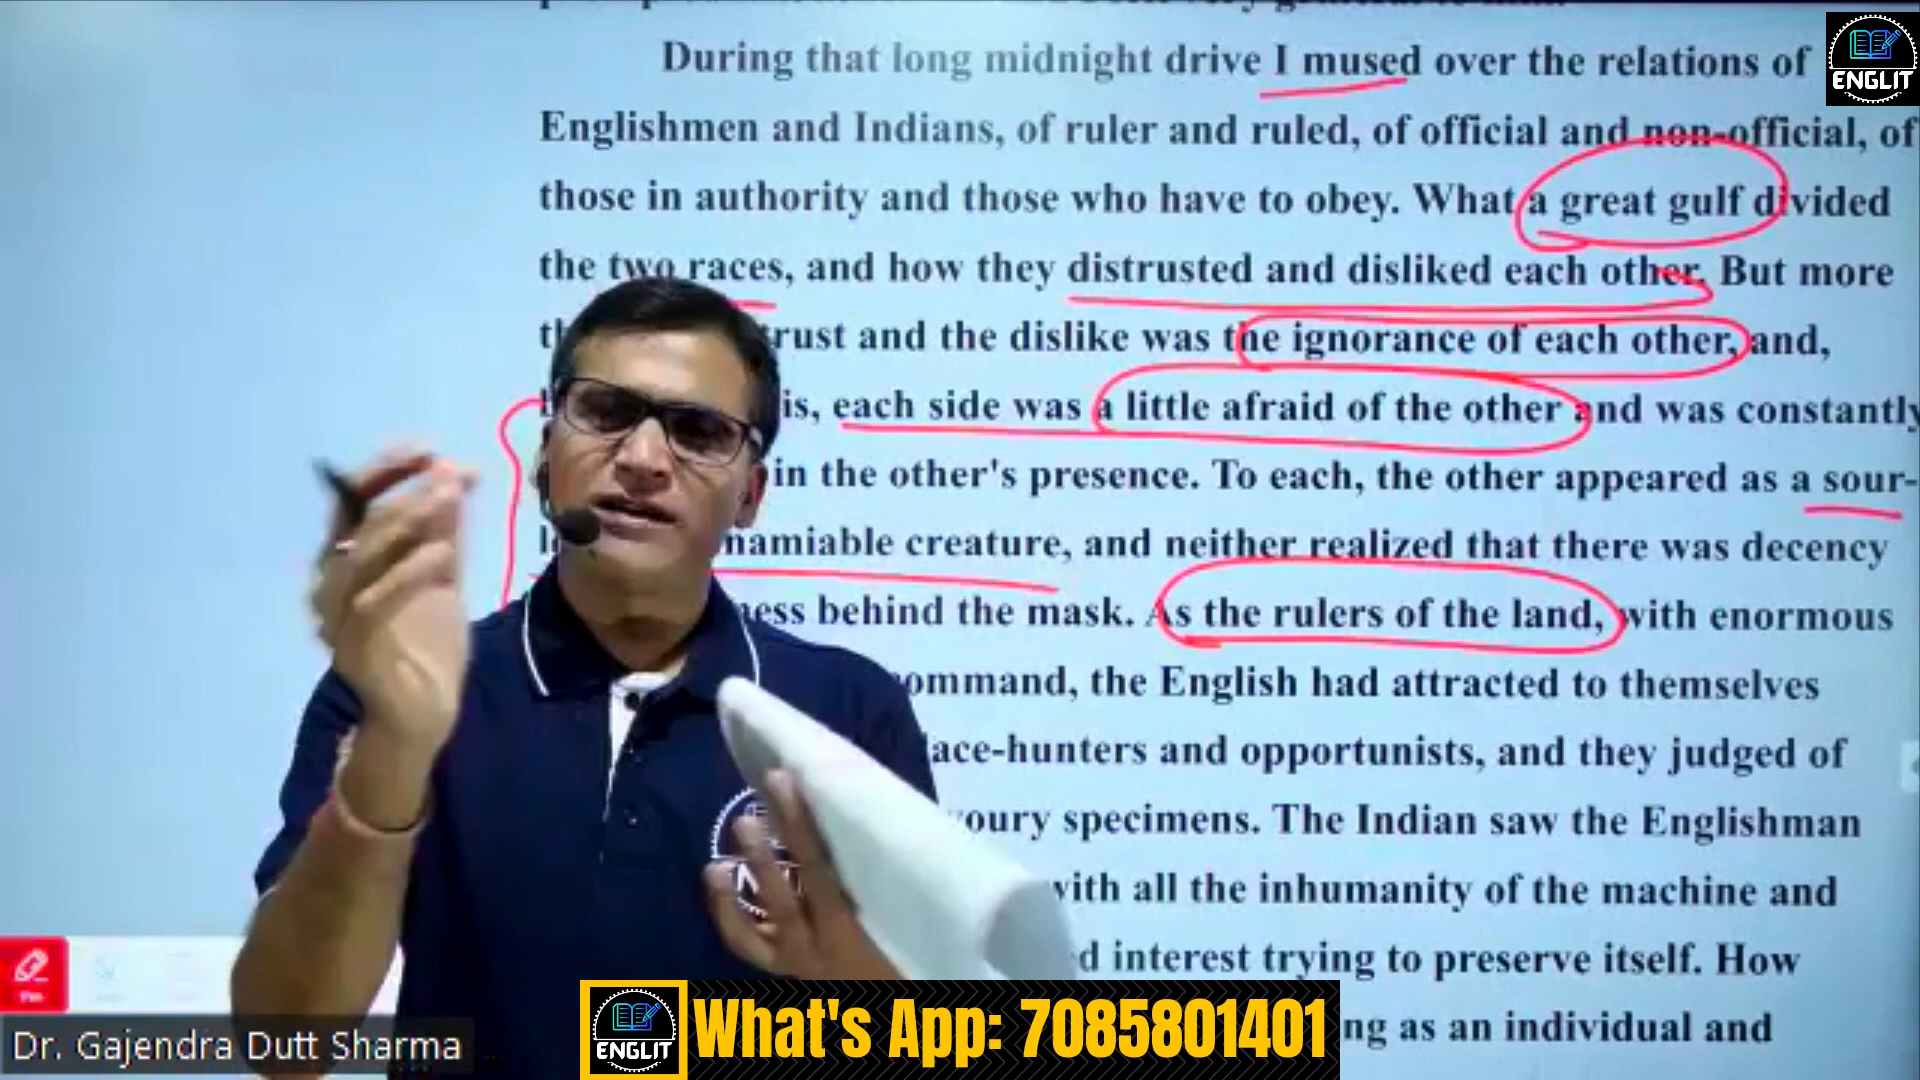 During that long midnight drive I mused over the relations of
Englishmen and Indians, of ruler and ruled, of official and non-official, of
those in authority and those who have to obey. What a great gulf divided
the two races, and how they distrusted and disliked each other. But more
trust and the dislike was the ignorance of each other, and,
is, each side was a little afraid of the other and was constantly
in the other's presence. To each, the other appeared as a sour-
namiable creature, and neither realized that there was decency
ness behind the mask. As the rulers of the land, with enormous
ommand, the English had attracted to themselves
lace-hunters and opportunists, and they judged of
oury specimens. The Indian saw the Englishman
with all the inhumanity of the machine and
d interest trying to preserve itself. How
ng as an individual and
ENGLIT
Pen
Dr. Gajendra Dutt Sharma
ENGLIT
What's App: 7085801401